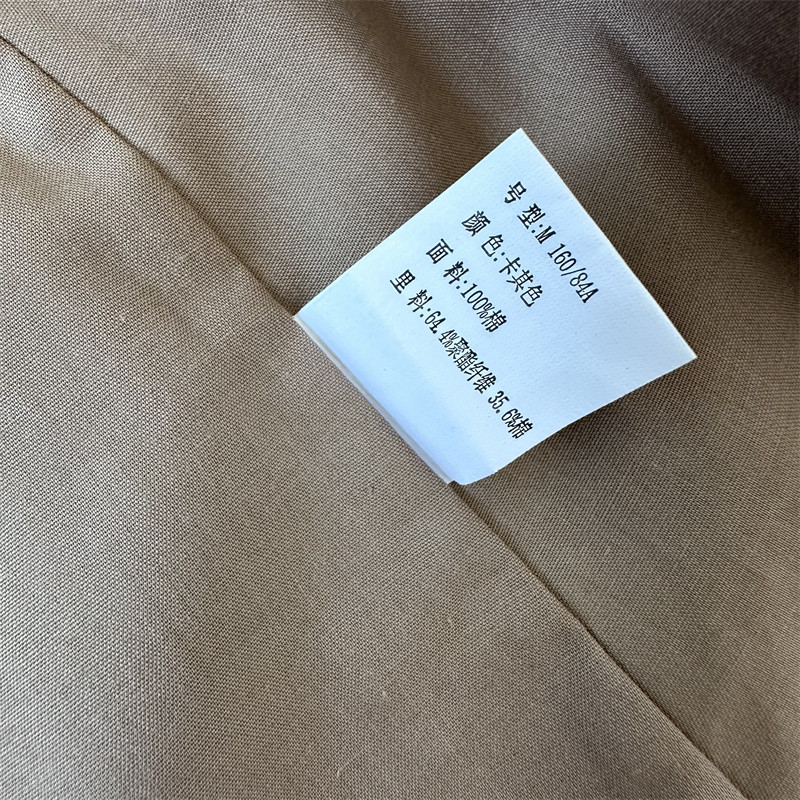 号型:M 160/84A
颜色:卡其色
面料:100%棉
里料:64.4%聚酯纤维 35.6%棉